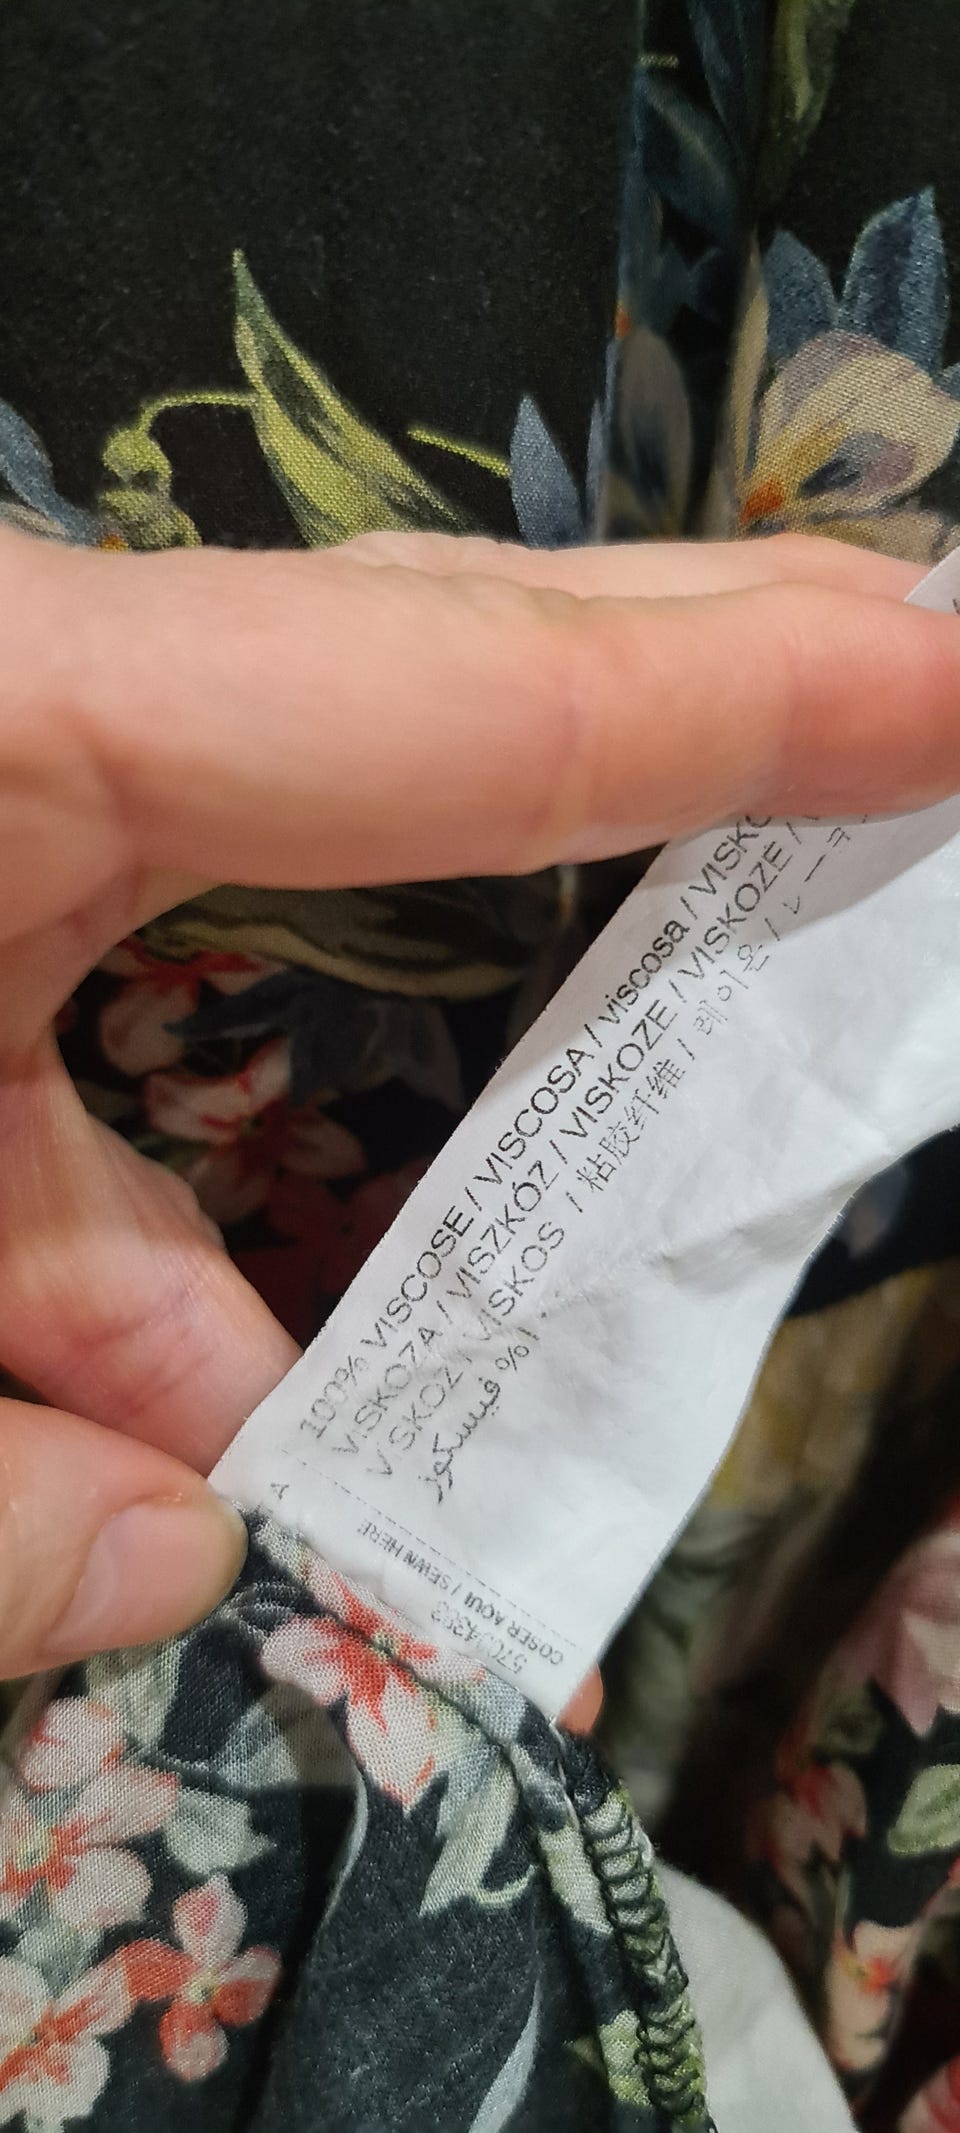 100% VISCOSE / VISCOSA / viscosa / VISKO
VISKOZA / VISZKÓZ / VISKOZE / VISKOZE /
VISKOZ / VISKOS / 粘胶纤维 / 레이온 / レーヨ
فيسكوز %١
A
COSER AQUI / SEWN HERE